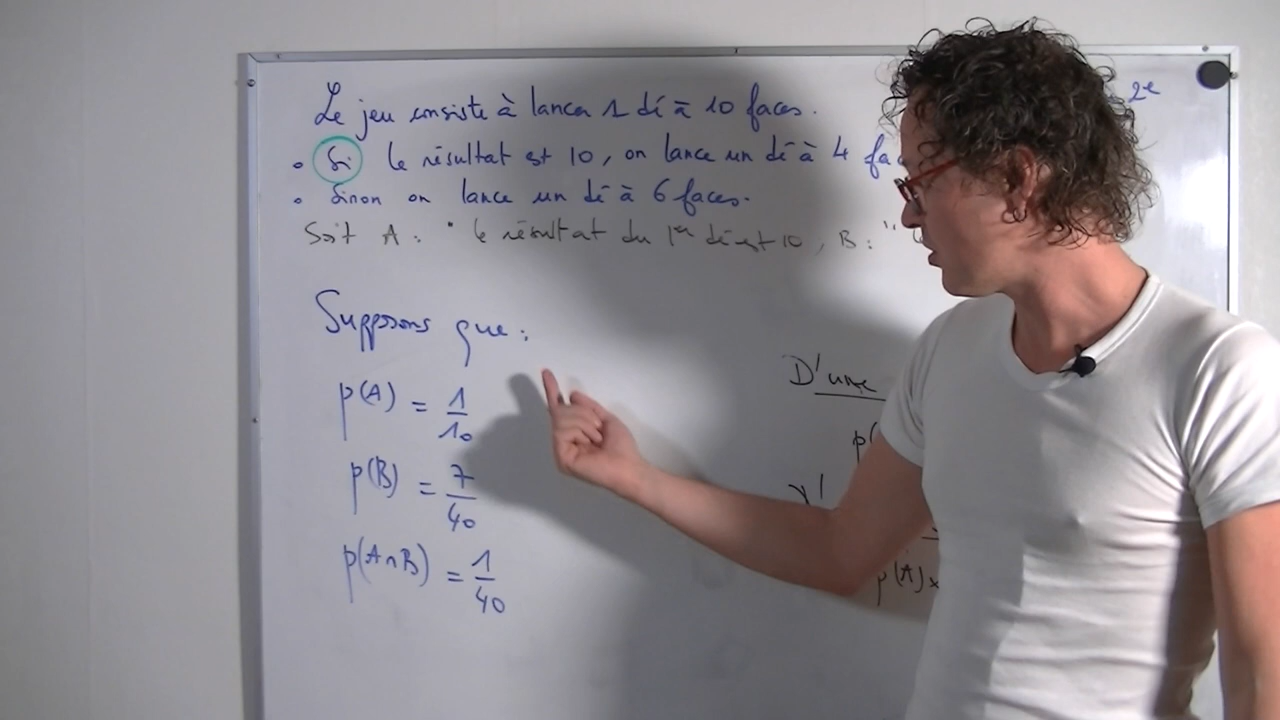 Le jeu consiste à lancer 1 dé à 10 faces.
2e
• Si le résultat est 10, on lance un dé à 4 fa
• Sinon on lance un dé à 6 faces.
Soit A : " le résultat du 1er dé est 10, B : "
Supposons que :
p(A) = 1/10
p(B) = 7/40
p(A∩B) = 1/40
D'une
p(
p(A) ×